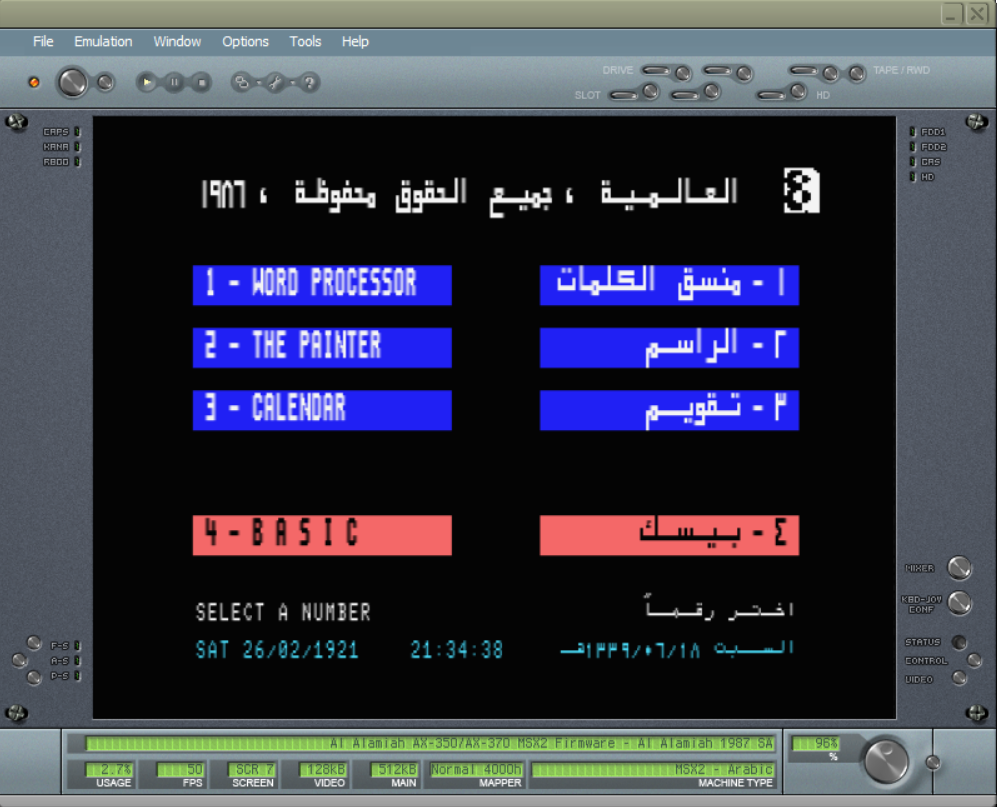 File Emulation Window Options Tools Help
DRIVE TAPE / RWD
SLOT HD
CAPS
KANA
FDD1
FDD2
CAS
HD
العالمية ، جميع الحقوق محفوظة ، ١٩٨٦
1 - WORD PROCESSOR
١ - منسق الكلمات
2 - THE PAINTER
٢ - الراسم
3 - CALENDAR
٣ - تقويم
4 - BASIC
٤ - بيسك
SELECT A NUMBER
اختر رقماً
SAT 26/02/1921 21:34:38
السبت ١٣٣٩/٠٦/١٨هـ
MIXER
KBD-JOY
CONF
STATUS
CONTROL
VIDEO
F-S
A-S
P-S
Al Alamiah AX-350/AX-370 MSX2 Firmware - Al Alamiah 1987 SA
96%
%
2.7% 50 SCR 7 128kB 512kB Normal 4000h MSX2 - Arabic
USAGE FPS SCREEN VIDEO MAIN MAPPER MACHINE TYPE